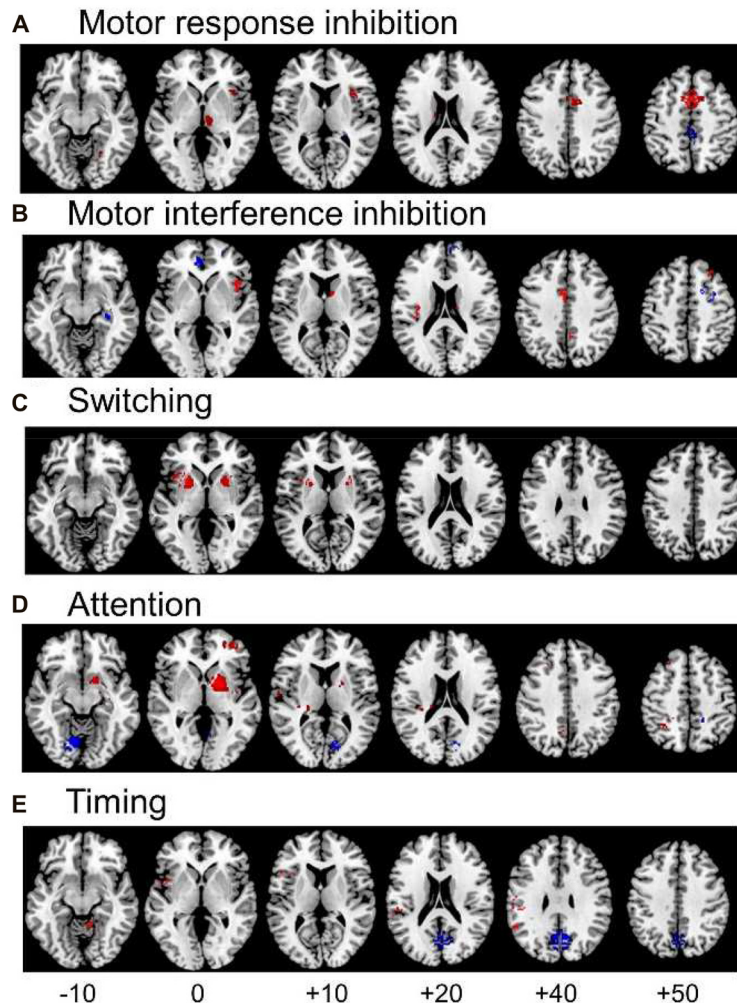 A Motor response inhibition
B Motor interference inhibition
C Switching
D Attention
E Timing
-10 0 +10 +20 +40 +50